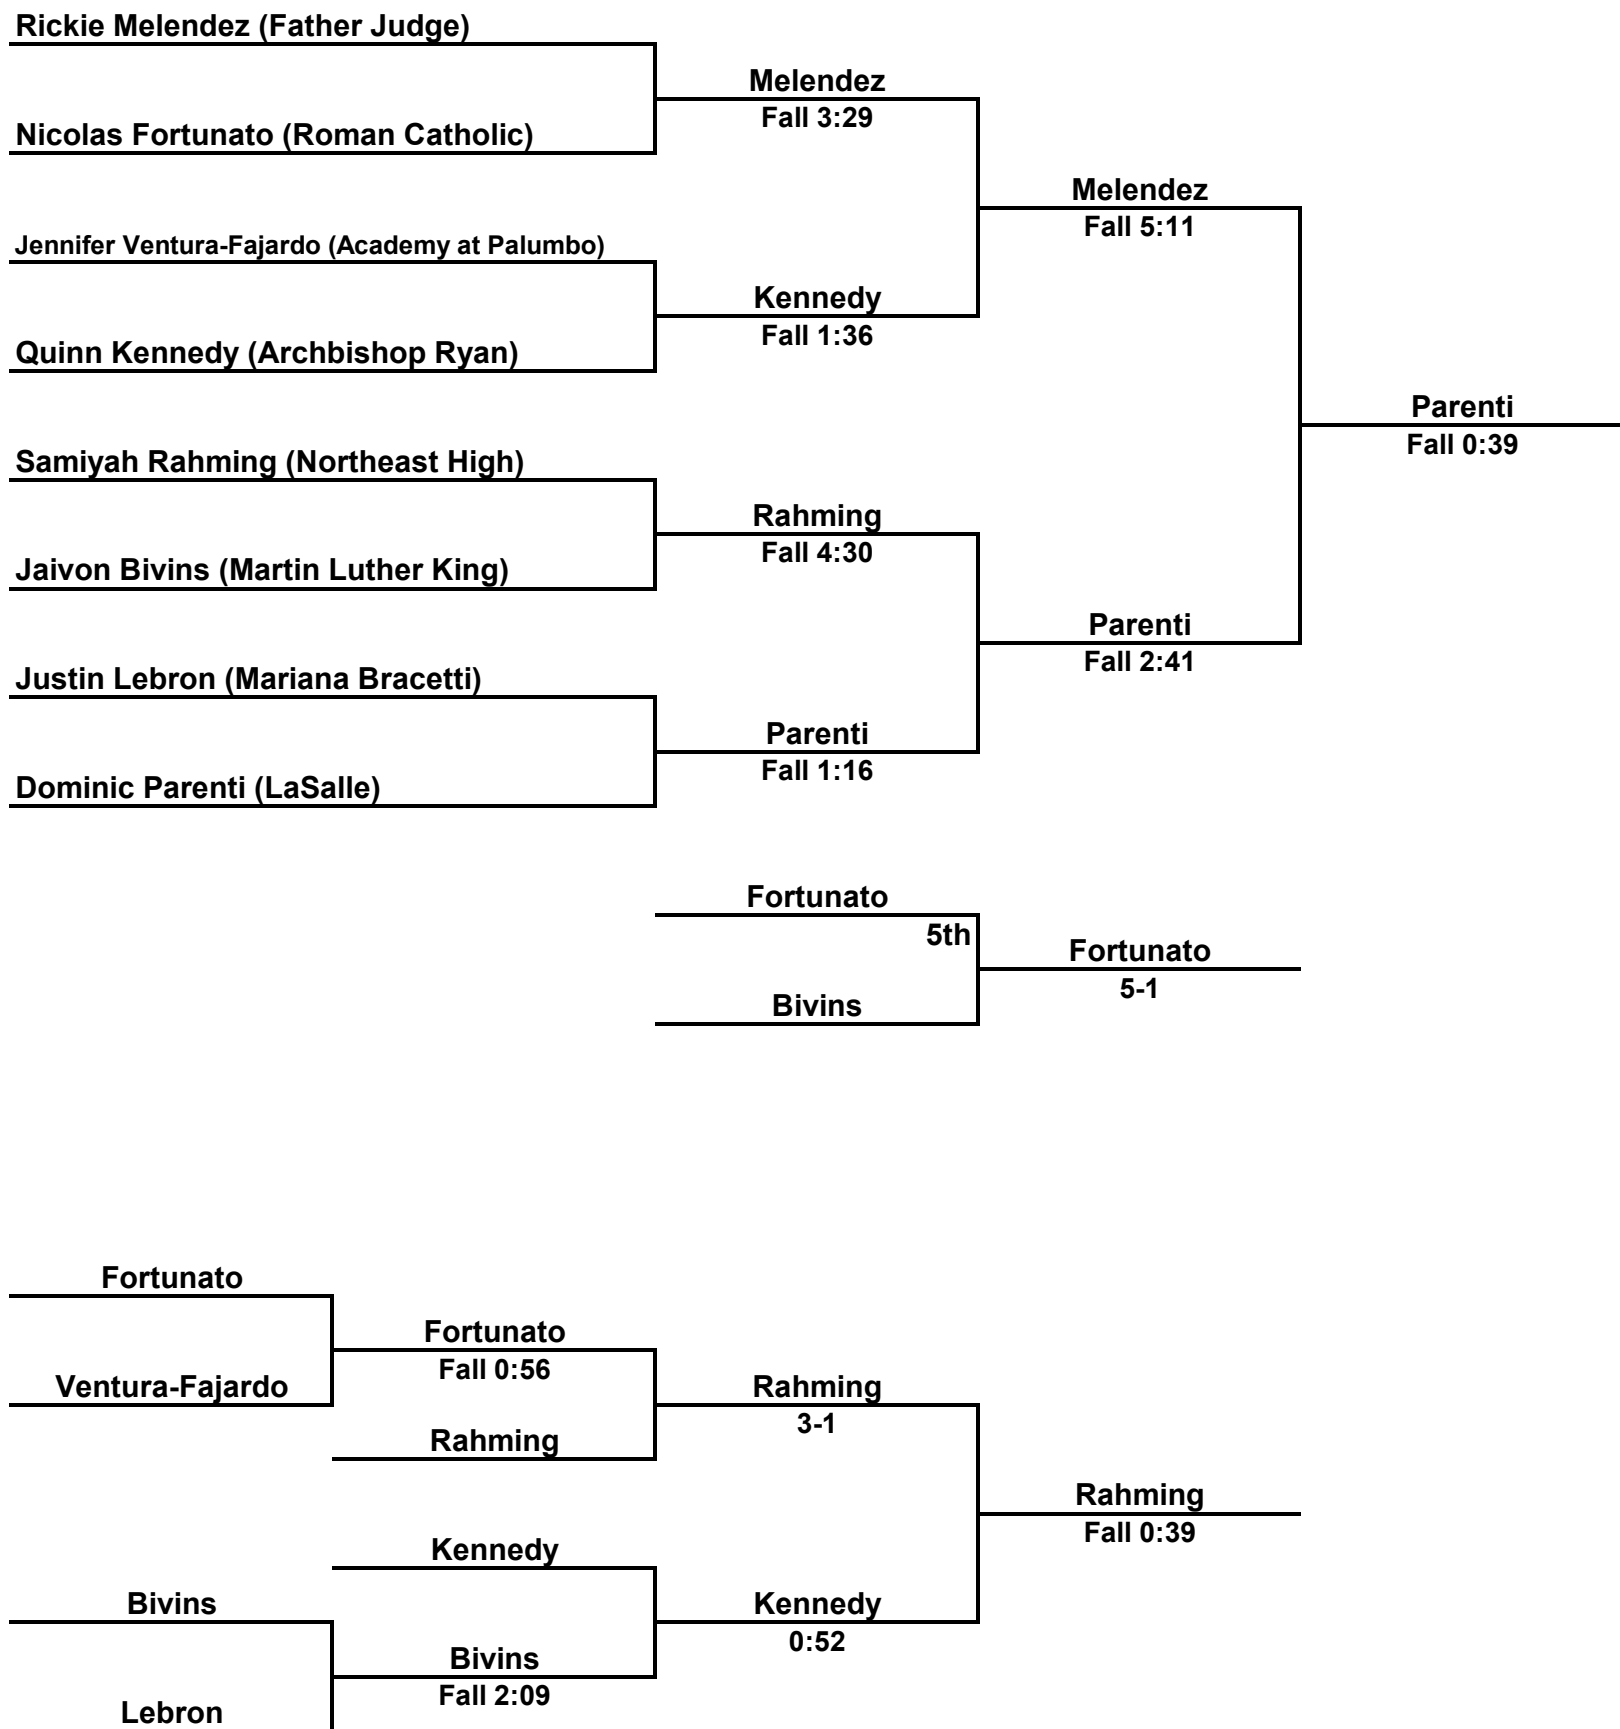 Rickie Melendez (Father Judge)
Melendez
Fall 3:29
Nicolas Fortunato (Roman Catholic)
Melendez
Fall 5:11
Jennifer Ventura-Fajardo (Academy at Palumbo)
Kennedy
Fall 1:36
Quinn Kennedy (Archbishop Ryan)
Parenti
Fall 0:39
Samiyah Rahming (Northeast High)
Rahming
Fall 4:30
Jaivon Bivins (Martin Luther King)
Parenti
Fall 2:41
Justin Lebron (Mariana Bracetti)
Parenti
Fall 1:16
Dominic Parenti (LaSalle)
Fortunato
5th
Fortunato
5-1
Bivins
Fortunato
Fortunato
Fall 0:56
Ventura-Fajardo
Rahming
3-1
Rahming
Rahming
Fall 0:39
Kennedy
Bivins
Kennedy
0:52
Bivins
Fall 2:09
Lebron